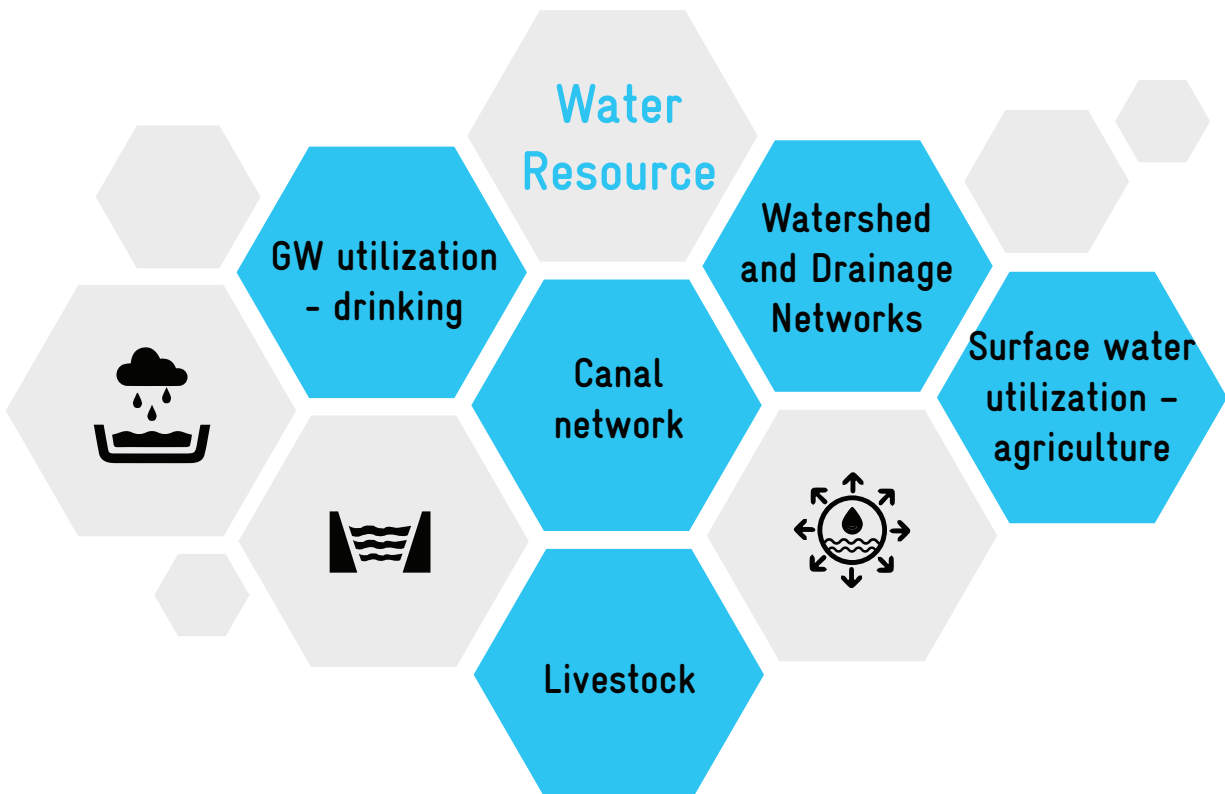 Water
Resource
GW utilization
- drinking
Watershed
and Drainage
Networks
Canal
network
Surface water
utilization –
agriculture
Livestock